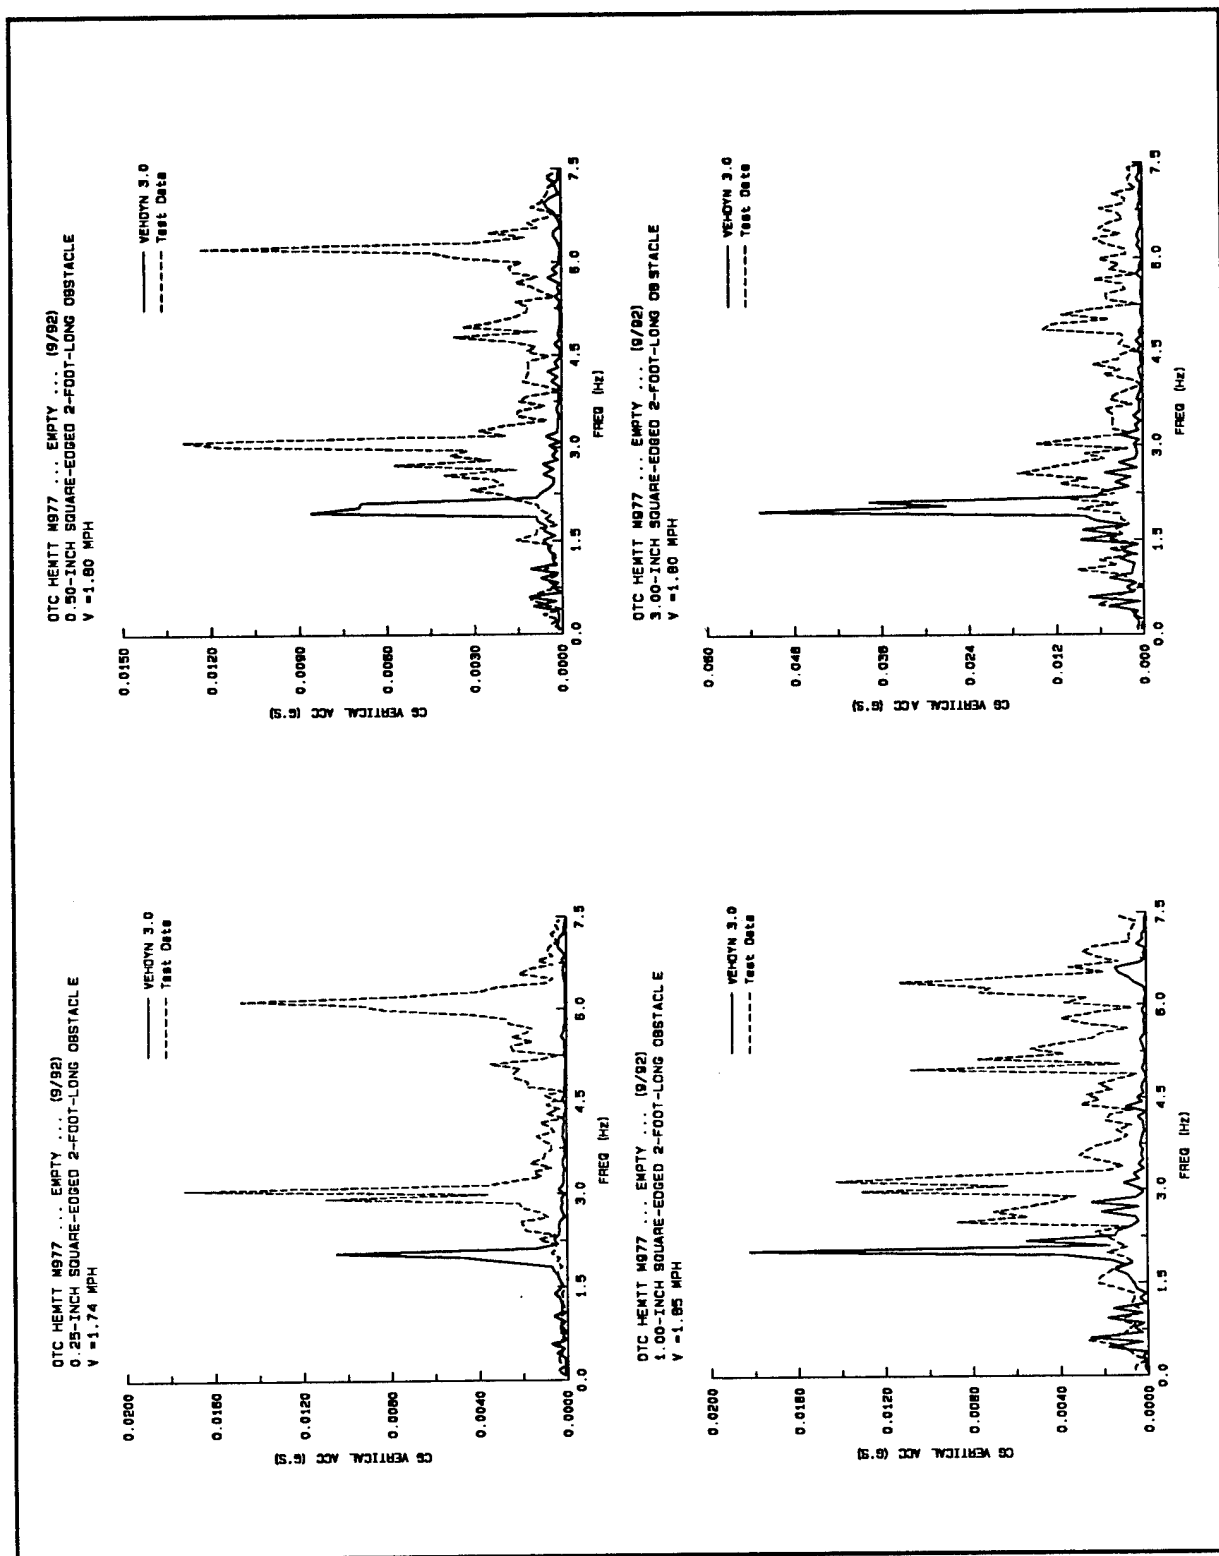 DTC HEMTT M977 ... EMPTY ... (9/92)
0.25-INCH SQUARE-EDGED 2-FOOT-LONG OBSTACLE
V =1.74 MPH
VEHDYN 3.0
Test Data
0.0200
0.0160
0.0120
0.0080
0.0040
0.0000
CG VERTICAL ACC (G'S)
0.0
1.5
3.0
4.5
6.0
7.5
FREQ (Hz)
DTC HEMTT M977 ... EMPTY ... (9/92)
0.50-INCH SQUARE-EDGED 2-FOOT-LONG OBSTACLE
V =1.80 MPH
VEHDYN 3.0
Test Data
0.0150
0.0120
0.0090
0.0060
0.0030
0.0000
CG VERTICAL ACC (G'S)
0.0
1.5
3.0
4.5
6.0
7.5
FREQ (Hz)
DTC HEMTT M977 ... EMPTY ... (9/92)
1.00-INCH SQUARE-EDGED 2-FOOT-LONG OBSTACLE
V =1.85 MPH
VEHDYN 3.0
Test Data
0.0200
0.0160
0.0120
0.0080
0.0040
0.0000
CG VERTICAL ACC (G'S)
0.0
1.5
3.0
4.5
6.0
7.5
FREQ (Hz)
DTC HEMTT M977 ... EMPTY ... (9/92)
3.00-INCH SQUARE-EDGED 2-FOOT-LONG OBSTACLE
V =1.80 MPH
VEHDYN 3.0
Test Data
0.060
0.048
0.036
0.024
0.012
0.000
CG VERTICAL ACC (G'S)
0.0
1.5
3.0
4.5
6.0
7.5
FREQ (Hz)